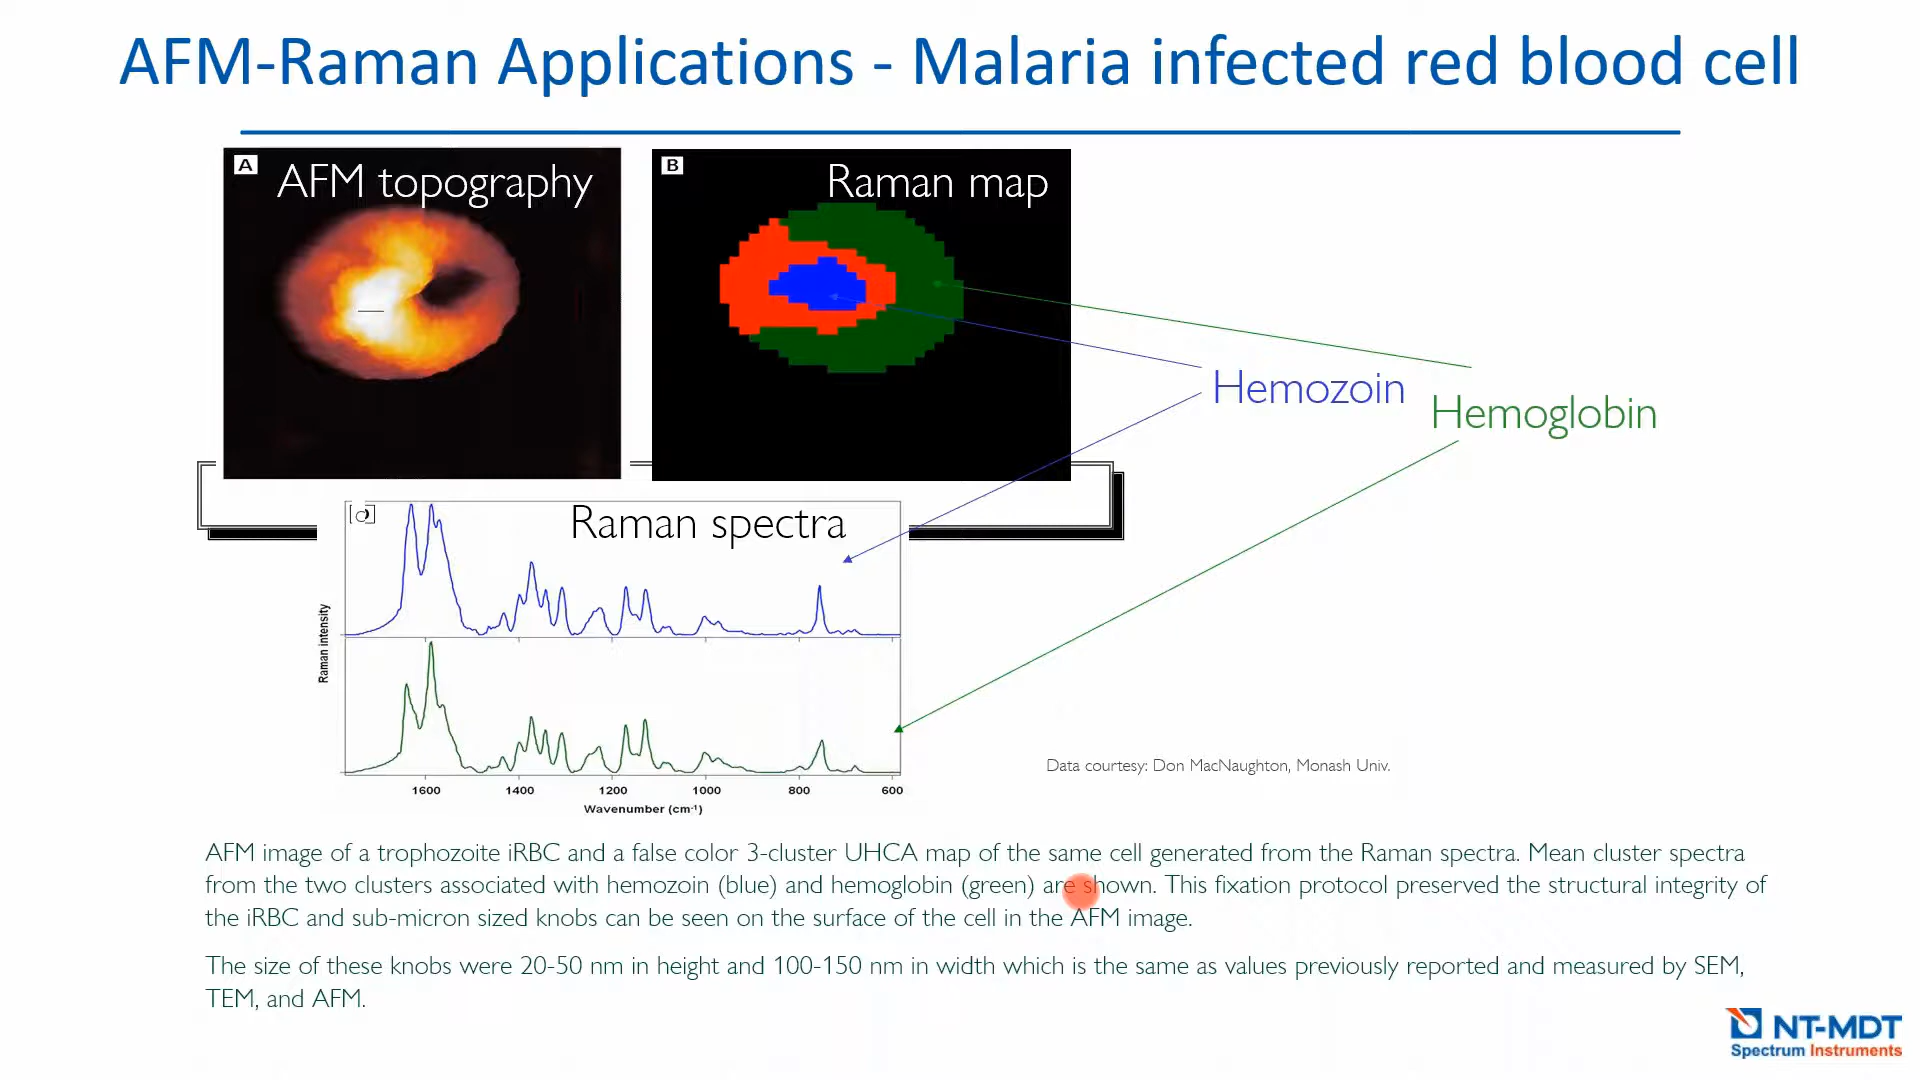 AFM-Raman Applications - Malaria infected red blood cell
A
AFM topography
B
Raman map
Hemozoin
Hemoglobin
Raman spectra
Raman intensity
1600 1400 1200 1000 800 600
Wavenumber (cm-1)
Data courtesy: Don MacNaughton, Monash Univ.
AFM image of a trophozoite iRBC and a false color 3-cluster UHCA map of the same cell generated from the Raman spectra. Mean cluster spectra
from the two clusters associated with hemozoin (blue) and hemoglobin (green) are shown. This fixation protocol preserved the structural integrity of
the iRBC and sub-micron sized knobs can be seen on the surface of the cell in the AFM image.
The size of these knobs were 20-50 nm in height and 100-150 nm in width which is the same as values previously reported and measured by SEM,
TEM, and AFM.
NT-MDT
Spectrum Instruments